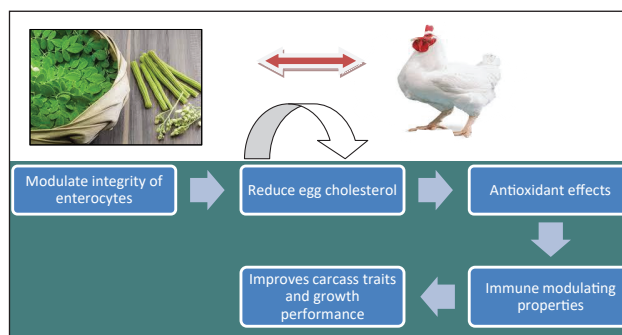 Modulate integrity of
enterocytes
Reduce egg cholesterol
Antioxidant effects
Immune modulating
properties
Improves carcass traits
and growth
performance